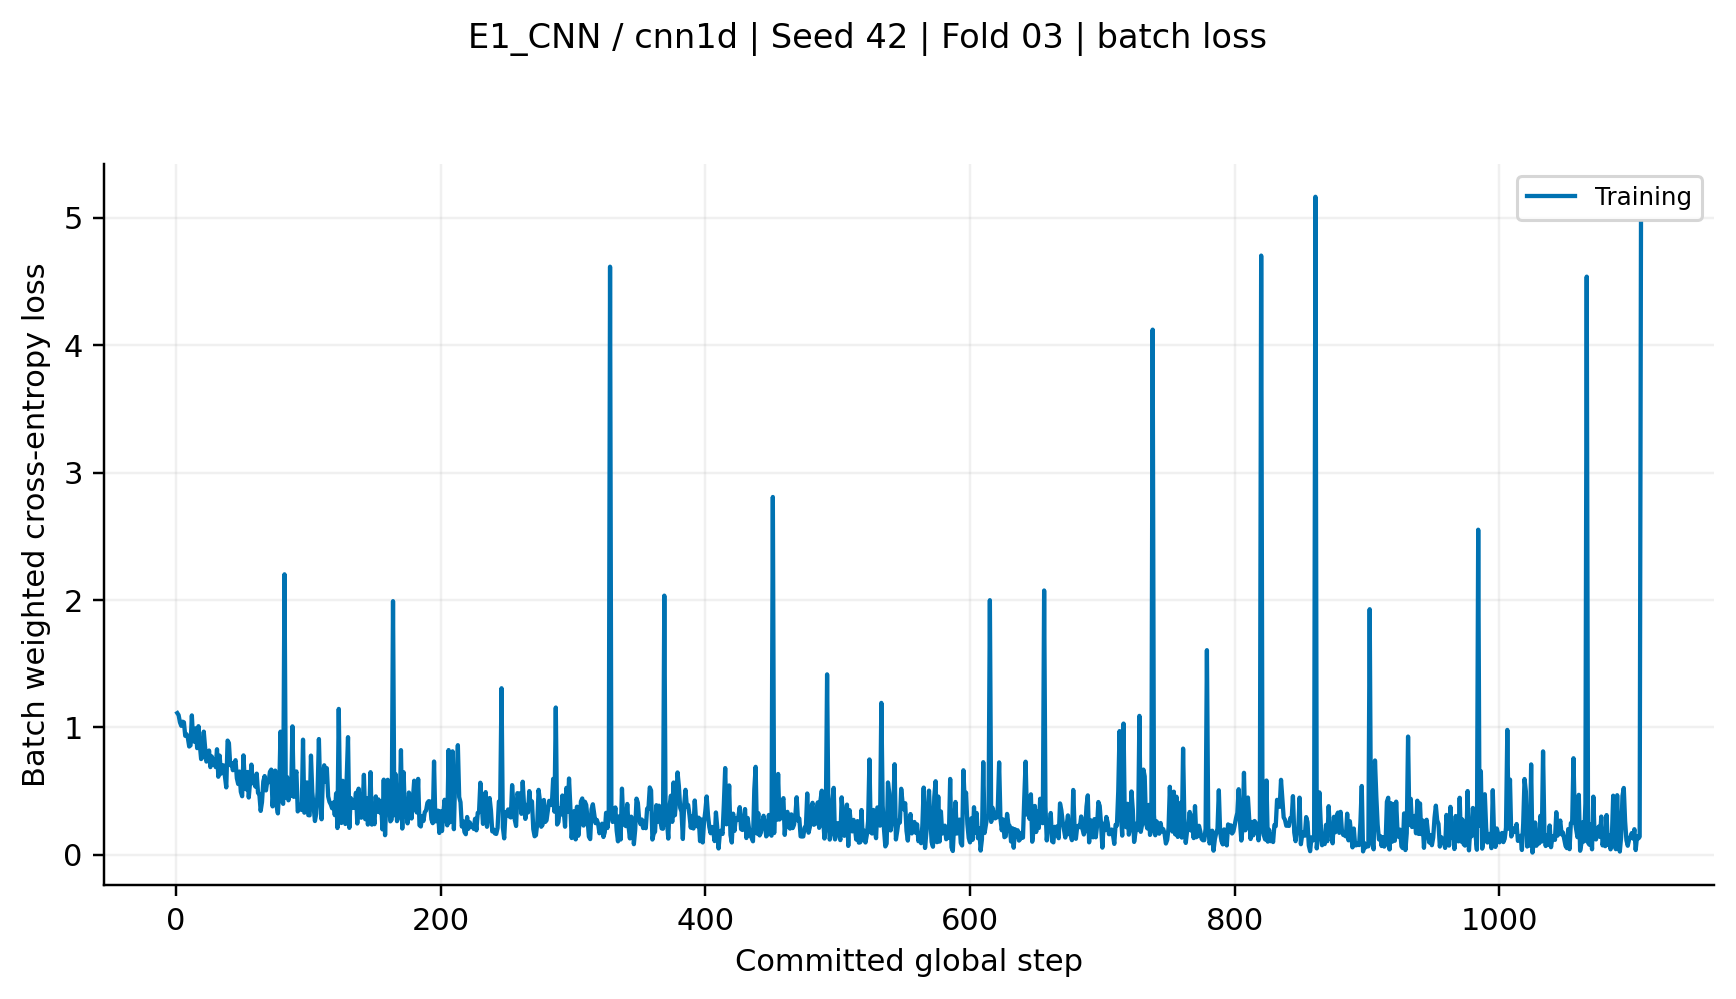 E1_CNN / cnn1d | Seed 42 | Fold 03 | batch loss
Training
Batch weighted cross-entropy loss
5
4
3
2
1
0
0 200 400 600 800 1000
Committed global step